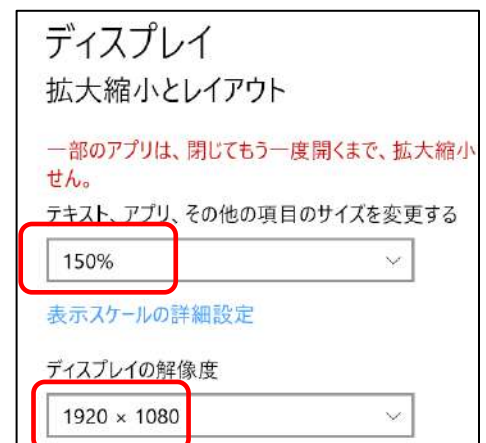 ディスプレイ
拡大縮小とレイアウト
一部のアプリは、閉じてもう一度開くまで、拡大縮小
せん。
テキスト、アプリ、その他の項目のサイズを変更する
150%
表示スケールの詳細設定
ディスプレイの解像度
1920 × 1080